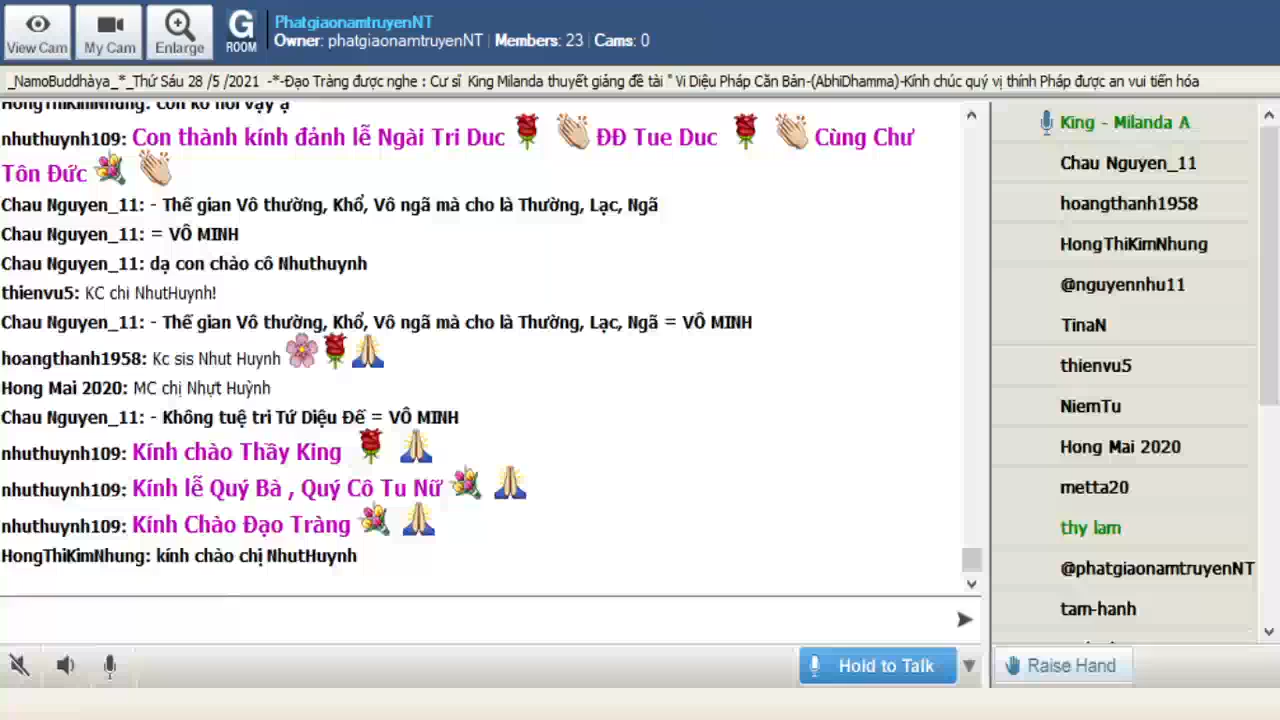 View Cam
My Cam
Enlarge
G
ROOM
PhatgiaonamtruyenNT
Owner: phatgiaonamtruyenNT | Members: 23 | Cams: 0
_NamoBuddhàya_*_Thứ Sáu 28 /5 /2021 -*-Đạo Tràng được nghe : Cư sĩ King Milanda thuyết giảng đề tài " Vi Diệu Pháp Căn Bản-(AbhiDhamma)-Kính chúc quý vị thính Pháp được an vui tiến hóa
HongThiKimNhung: con ko nói vậy ạ
nhuthuynh109: Con thành kính đảnh lễ Ngài Tri Duc ĐĐ Tue Duc Cùng Chư
Tôn Đức
Chau Nguyen_11: - Thế gian Vô thường, Khổ, Vô ngã mà cho là Thường, Lạc, Ngã
Chau Nguyen_11: = VÔ MINH
Chau Nguyen_11: dạ con chào cô Nhuthuynh
thienvu5: KC chi NhutHuynh!
Chau Nguyen_11: - Thế gian Vô thường, Khổ, Vô ngã mà cho là Thường, Lạc, Ngã = VÔ MINH
hoangthanh1958: Kc sis Nhut Huynh
Hong Mai 2020: MC chị Nhựt Huỳnh
Chau Nguyen_11: - Không tuệ tri Tứ Diệu Đế = VÔ MINH
nhuthuynh109: Kính chào Thầy King
nhuthuynh109: Kính lễ Quý Bà , Quý Cô Tu Nữ
nhuthuynh109: Kính Chào Đạo Tràng
HongThiKimNhung: kính chào chị NhutHuynh
King - Milanda A
Chau Nguyen_11
hoangthanh1958
HongThiKimNhung
@nguyennhu11
TinaN
thienvu5
NiemTu
Hong Mai 2020
metta20
thy lam
@phatgiaonamtruyenNT
tam-hanh
Hold to Talk
Raise Hand